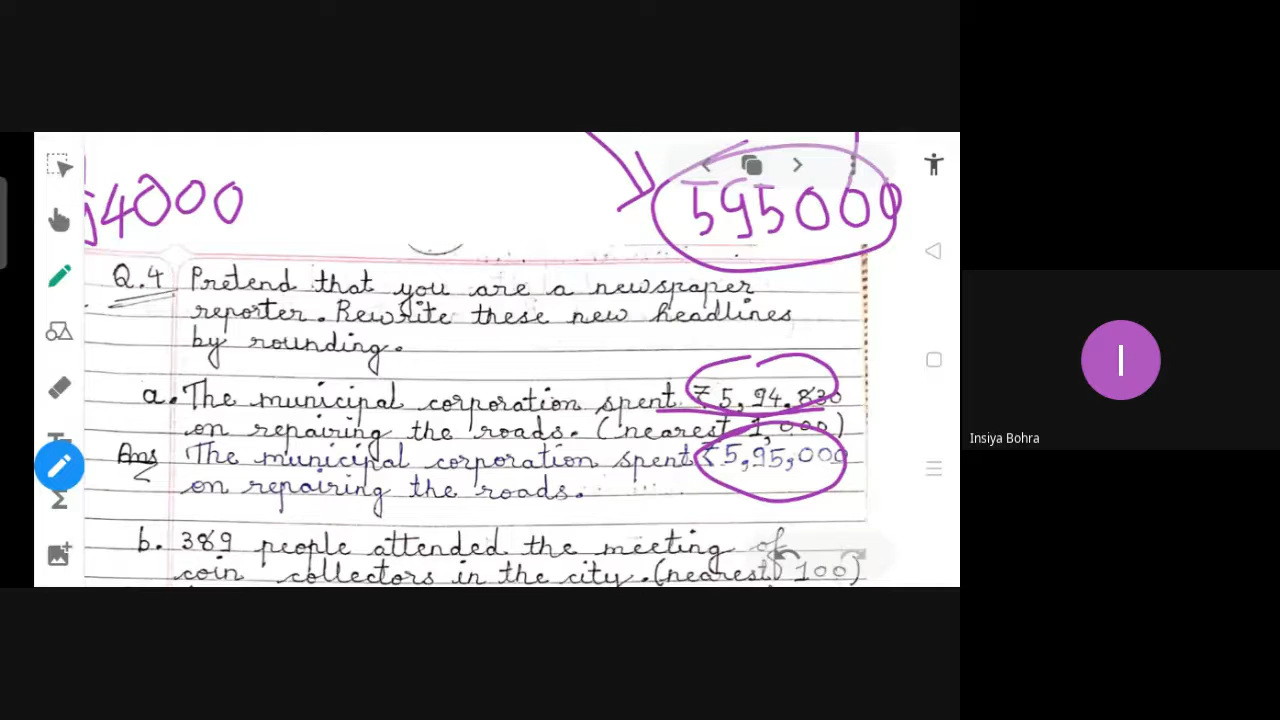 94000
595000
Q.4 Pretend that you are a newspaper
reporter. Rewrite these new headlines
by rounding.
a. The municipal corporation spent ₹5,94,830
on repairing the roads. (nearest 1,000)
Ans The municipal corporation spent ₹5,95,000
on repairing the roads.
b. 389 people attended the meeting of
coin collectors in the city. (nearest 100)
I
Insiya Bohra